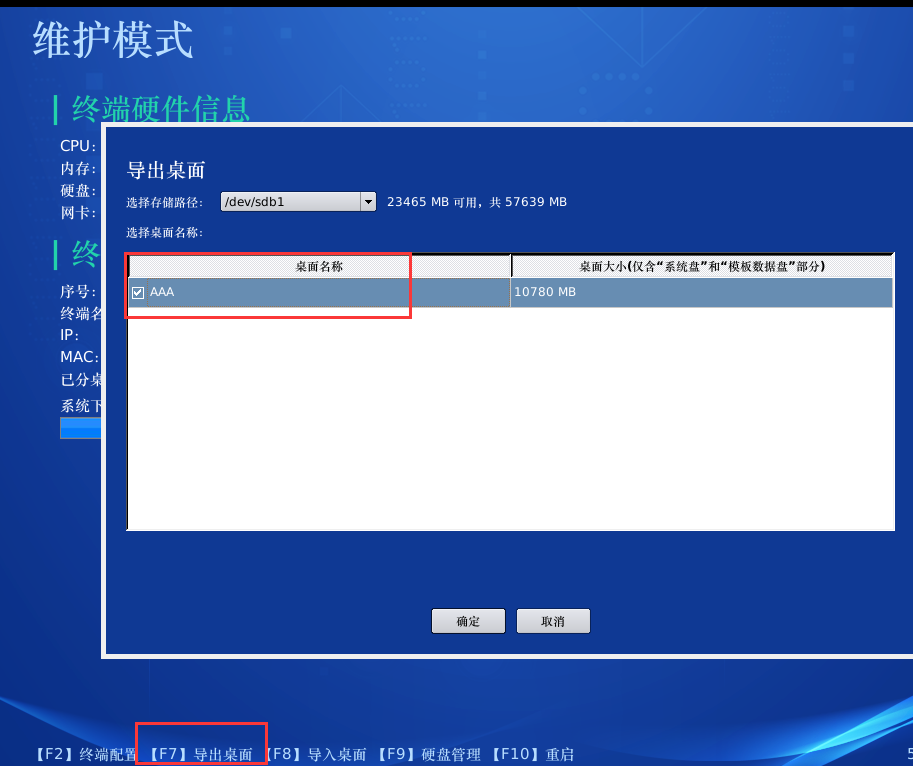 维护模式
终端硬件信息
CPU:
内存:
硬盘:
网卡:
终
序号:
终端名
IP:
MAC:
已分桌
系统下
导出桌面
选择存储路径: /dev/sdb1 23465 MB 可用，共 57639 MB
选择桌面名称:
桌面名称 桌面大小(仅含“系统盘”和“模板数据盘”部分)
AAA 10780 MB
确定 取消
【F2】终端配置 【F7】导出桌面 【F8】导入桌面 【F9】硬盘管理 【F10】重启 5